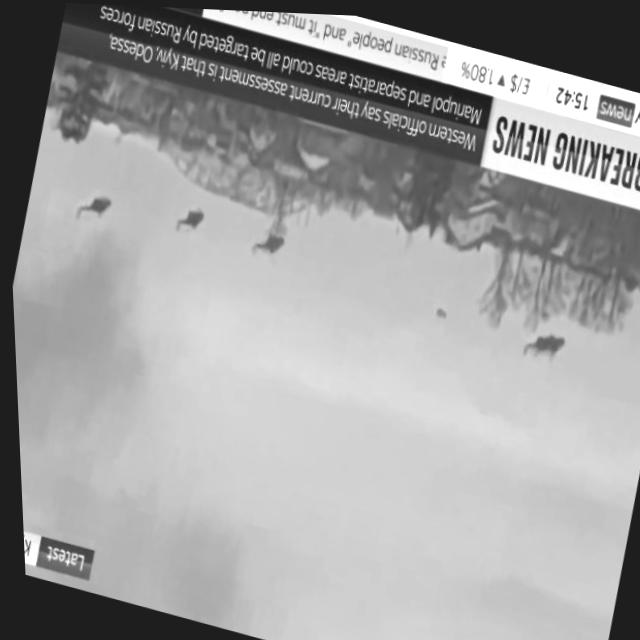 Latest
BREAKING NEWS
Western officials say their current assessment is that Kyiv, Odessa,
Mariupol and separatist areas could all be targeted by Russian forces
news 15:42 £/$ ▼ 1.80% Russian people" and "it must end